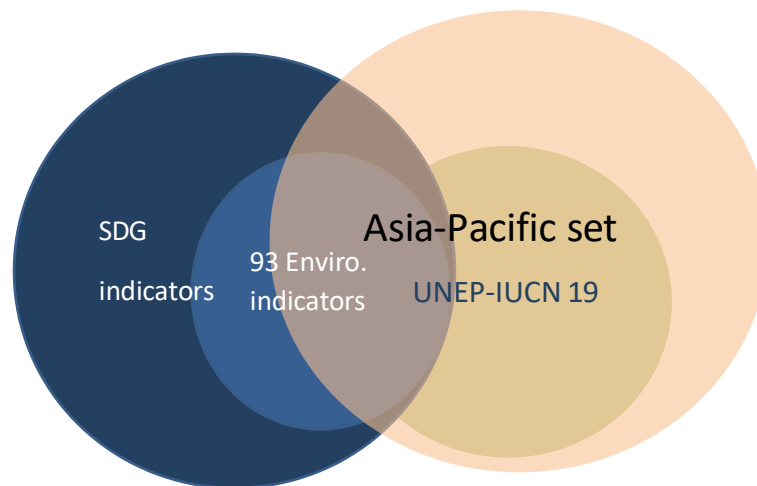 SDG
indicators
93 Enviro.
indicators
Asia-Pacific set
UNEP-IUCN 19